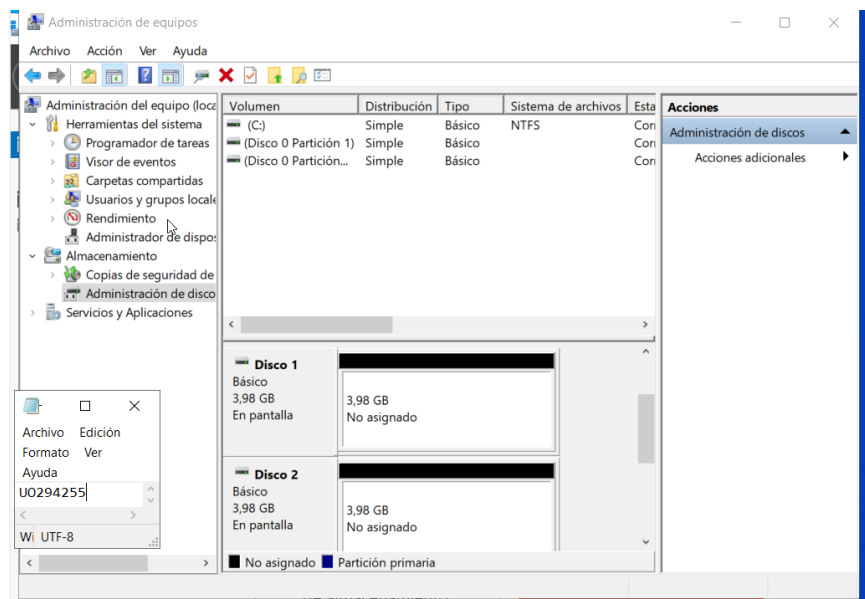 Administración de equipos
Archivo Acción Ver Ayuda
Administración del equipo (loca
Herramientas del sistema
Programador de tareas
Visor de eventos
Carpetas compartidas
Usuarios y grupos locale
Rendimiento
Administrador de dispos
Almacenamiento
Copias de seguridad de
Administración de disco
Servicios y Aplicaciones
Volumen Distribución Tipo Sistema de archivos Esta
(C:) Simple Básico NTFS Cor
(Disco 0 Partición 1) Simple Básico Cor
(Disco 0 Partición... Simple Básico Cor
Disco 1
Básico
3,98 GB
En pantalla
3,98 GB
No asignado
Disco 2
Básico
3,98 GB
En pantalla
3,98 GB
No asignado
No asignado Partición primaria
Acciones
Administración de discos
Acciones adicionales
Archivo Edición
Formato Ver
Ayuda
UO294255
Wi UTF-8